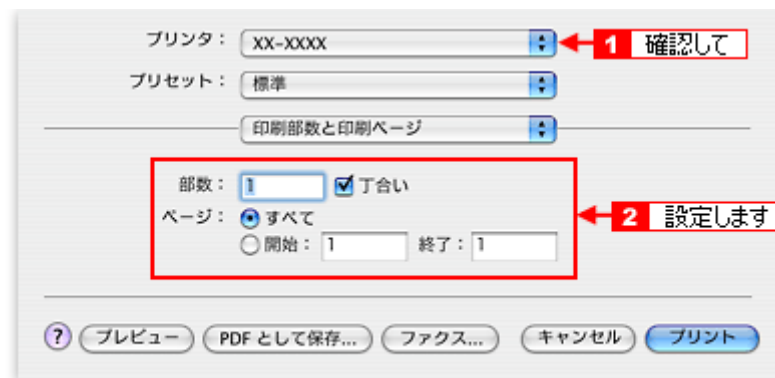 プリンタ： XX-XXXX 1 確認して
プリセット： 標準
印刷部数と印刷ページ
部数： 1 丁合い
ページ： すべて
2 設定します
開始： 1 終了： 1
? プレビュー PDF として保存... ファクス... キャンセル プリント